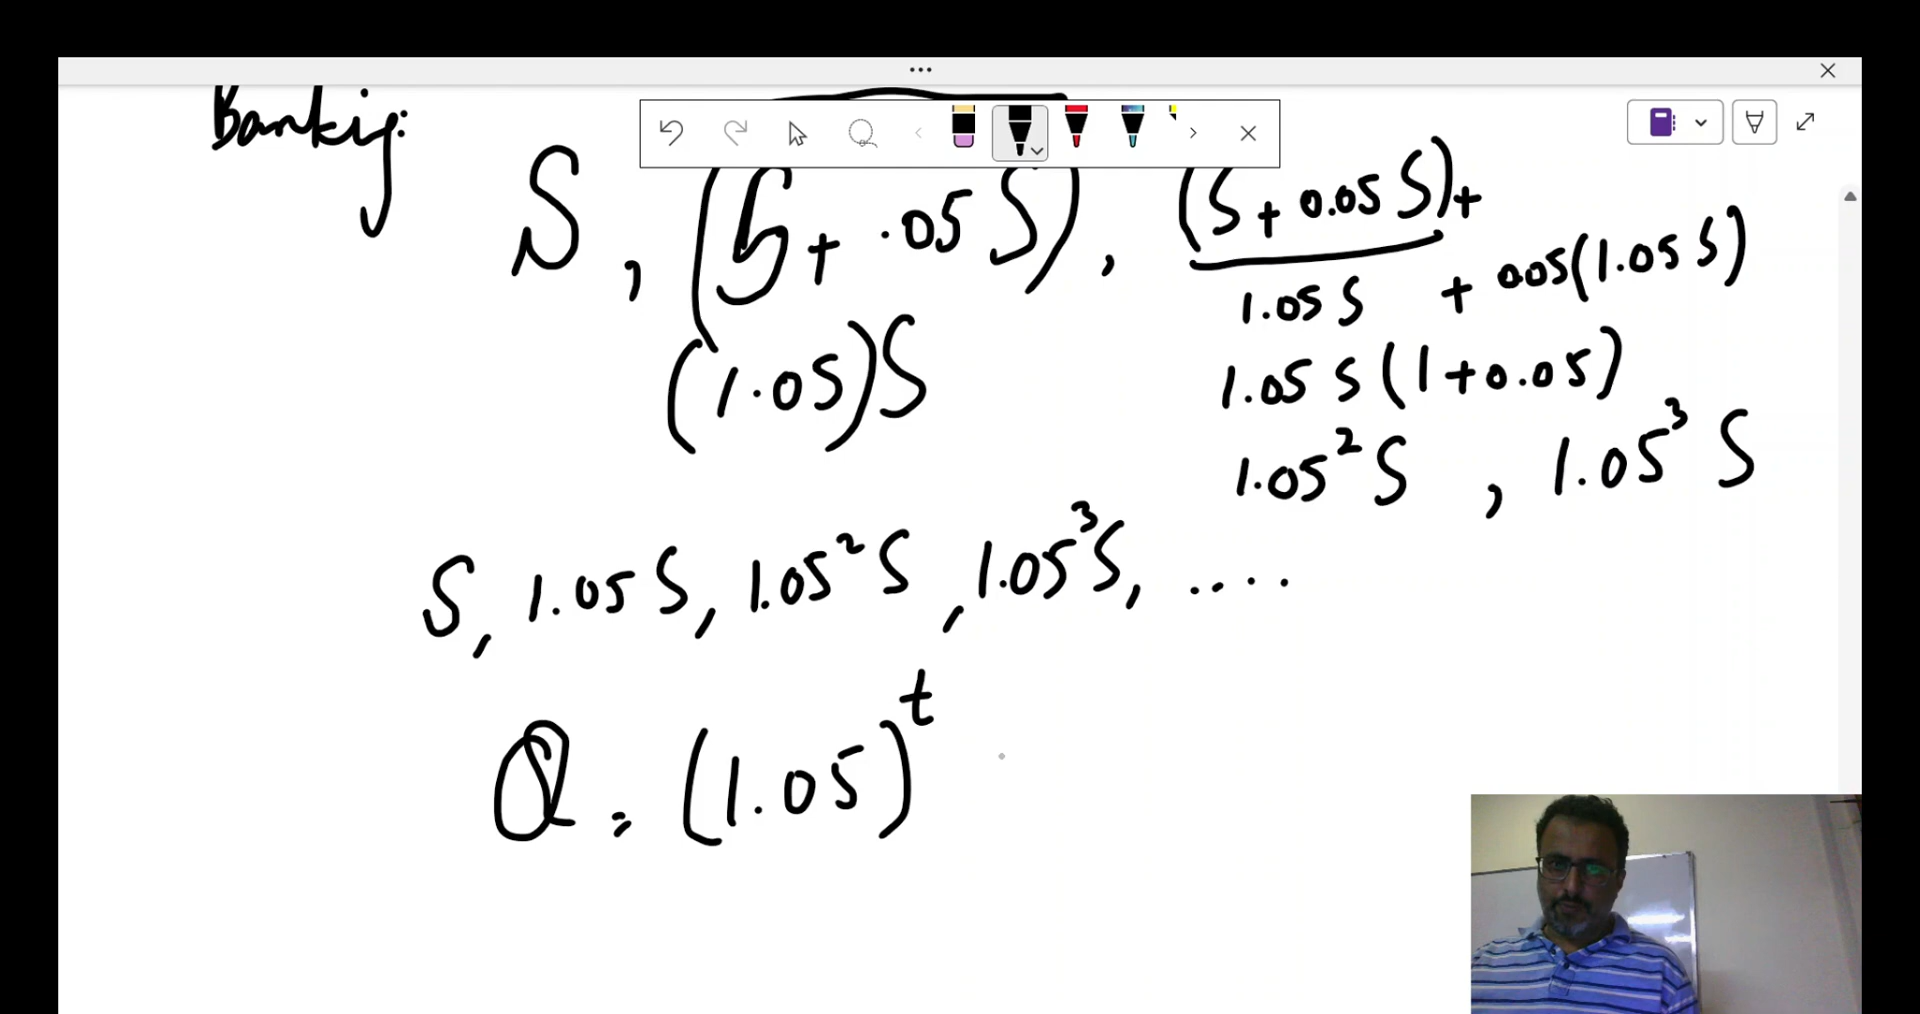 Bankig:
S, (S + .05 S), (S + 0.05 S) +
1.05 S + 0.05(1.05 S)
(1.05)S
1.05 S (1 + 0.05)
1.05² S, 1.05³ S
S, 1.05 S, 1.05² S, 1.05³ S, ....
Q = (1.05)^t